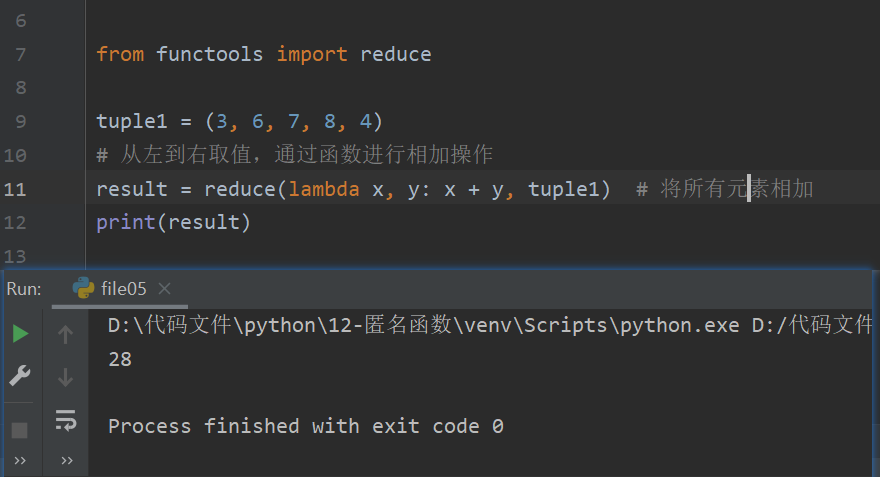 6
7 from functools import reduce
8
9 tuple1 = (3, 6, 7, 8, 4)
10 # 从左到右取值，通过函数进行相加操作
11 result = reduce(lambda x, y: x + y, tuple1)  # 将所有元素相加
12 print(result)
13
Run: file05 ×
D:\代码文件\python\12-匿名函数\venv\Scripts\python.exe D:/代码文件
28
Process finished with exit code 0